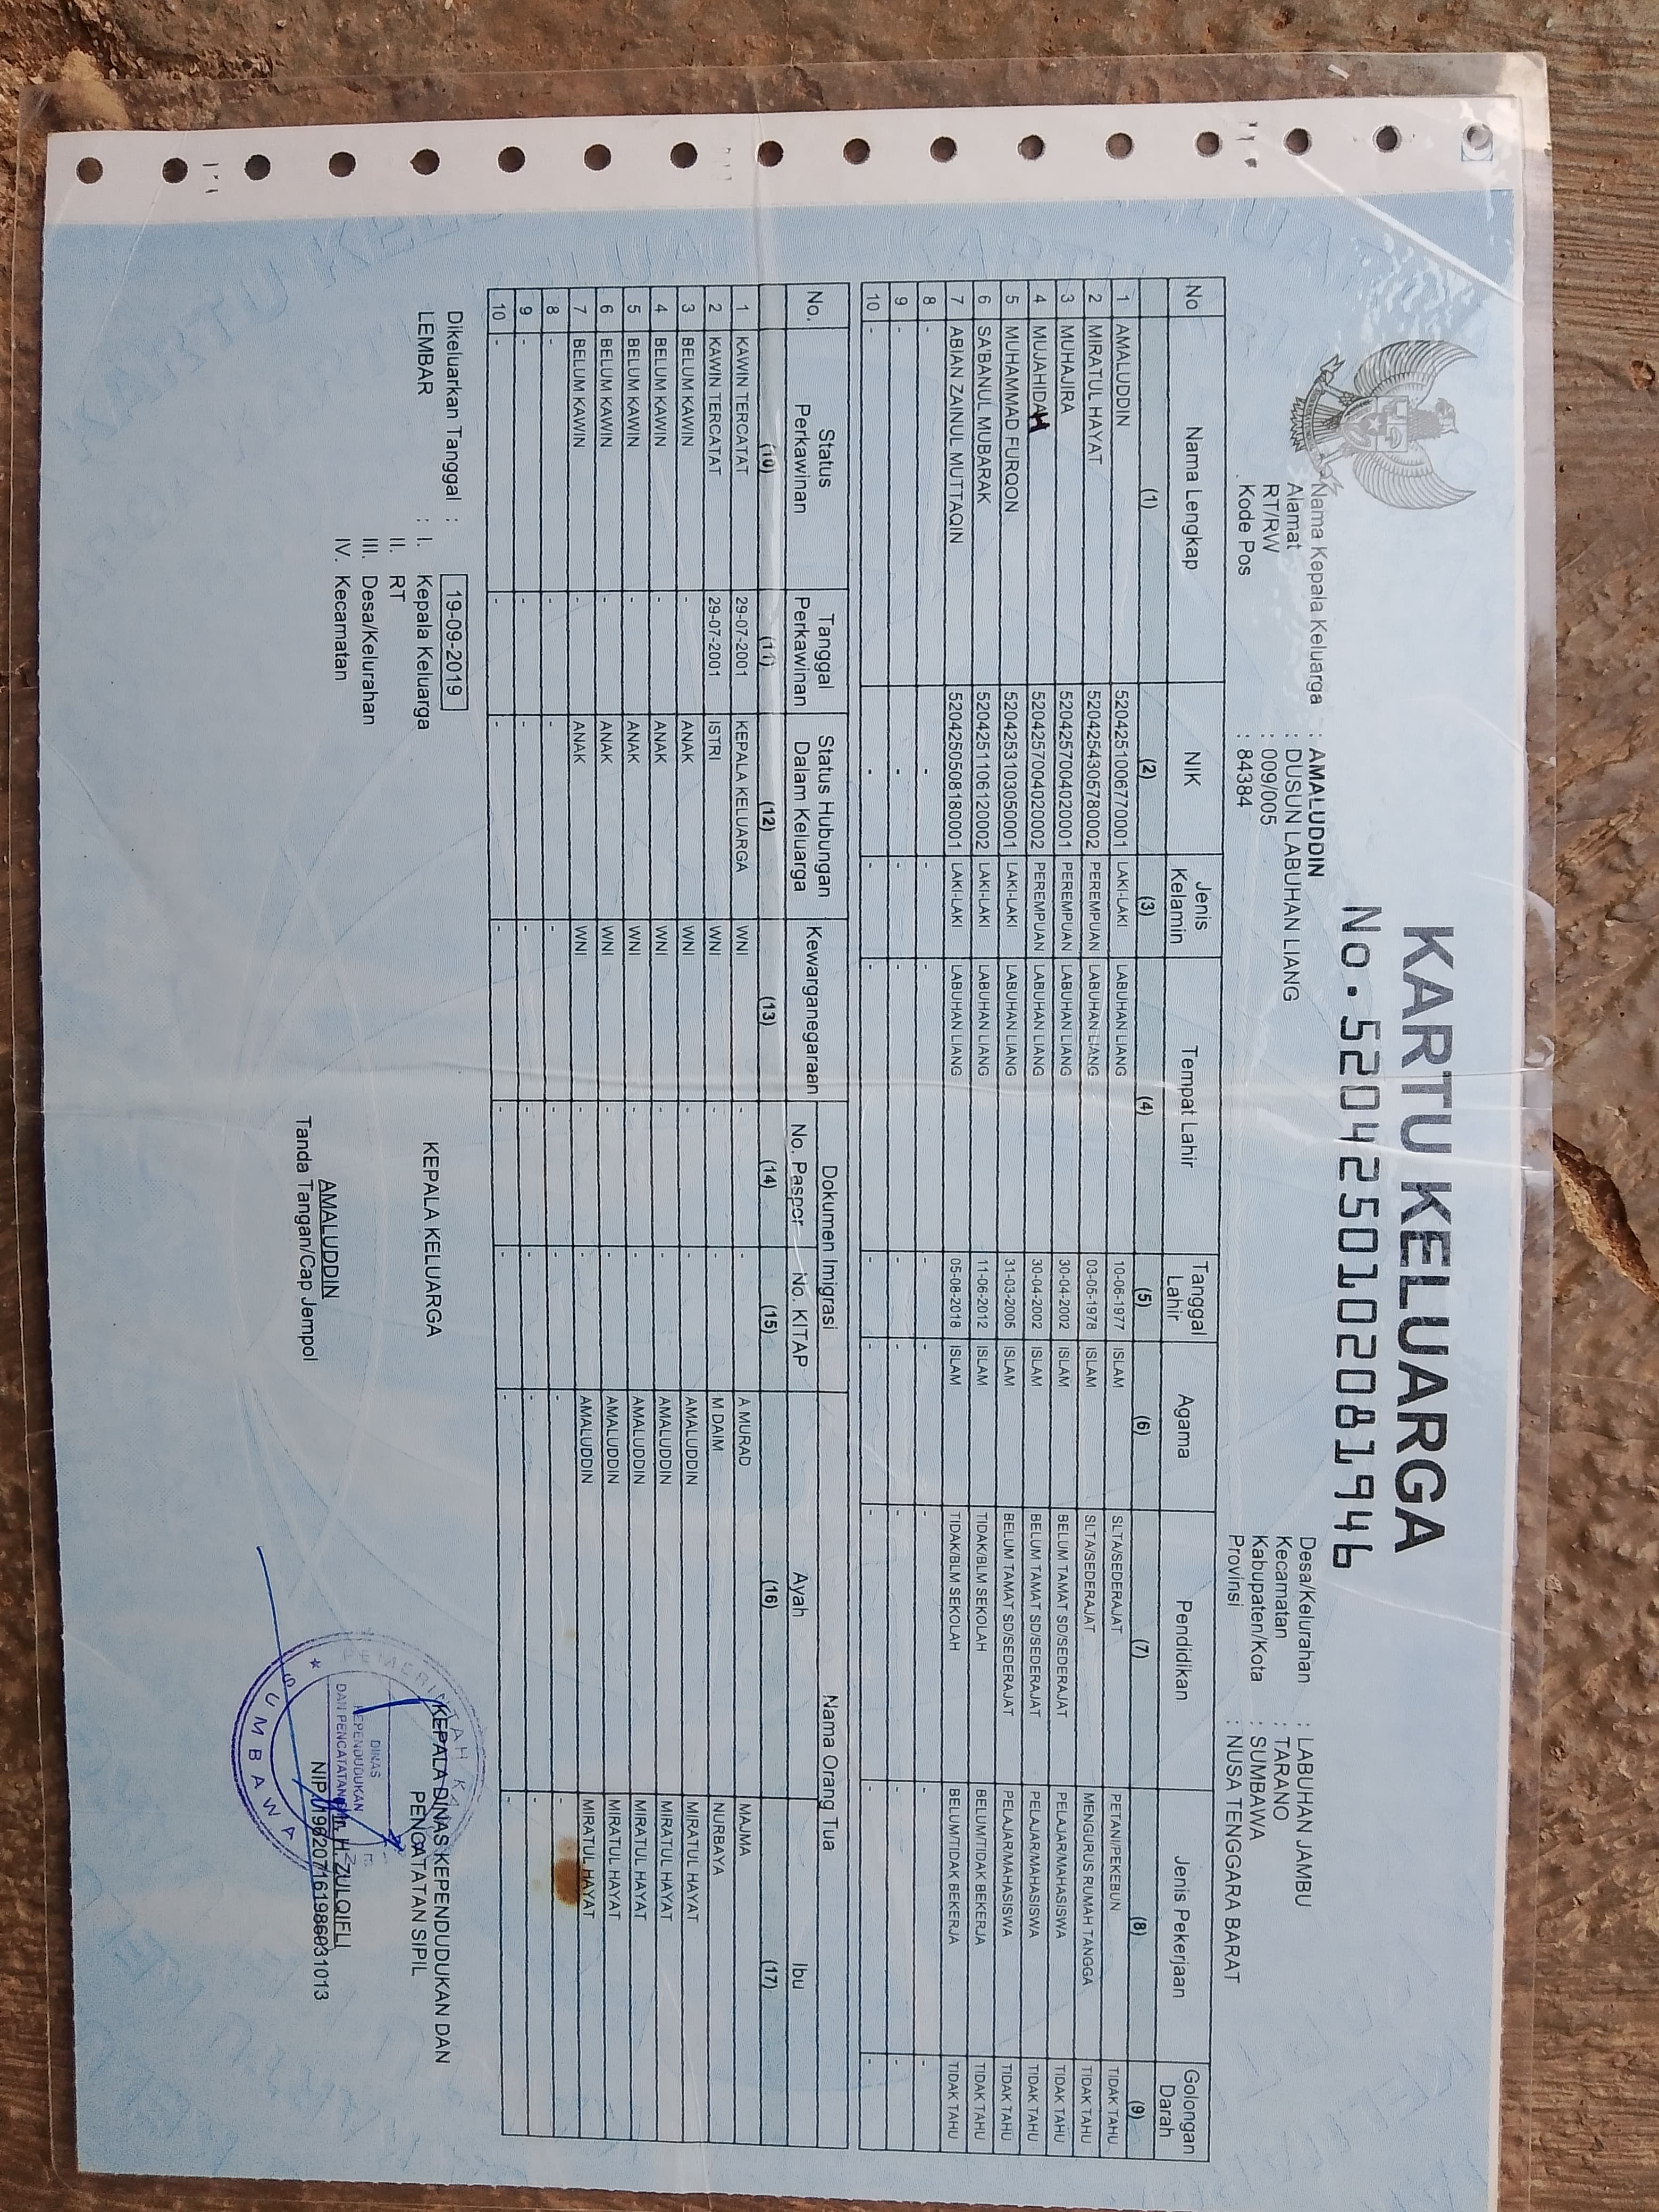 KARTU KELUARGA
No. 5204250102081946
Nama Kepala Keluarga : AMALUDDIN
Alamat : DUSUN LABUHAN LIANG
RT/RW : 009/005
Kode Pos : 84384
Desa/Kelurahan : LABUHAN JAMBU
Kecamatan : TARANO
Kabupaten/Kota : SUMBAWA
Provinsi : NUSA TENGGARA BARAT
No Nama Lengkap NIK Jenis Kelamin Tempat Lahir Tanggal Lahir Agama Pendidikan Jenis Pekerjaan Golongan Darah
(1) (2) (3) (4) (5) (6) (7) (8) (9)
1 AMALUDDIN 5204251006770001 LAKI-LAKI LABUHAN LIANG 10-06-1977 ISLAM SLTA/SEDERAJAT PETANI/PEKEBUN TIDAK TAHU
2 MIRATUL HAYAT 5204254305780002 PEREMPUAN LABUHAN LIANG 03-05-1978 ISLAM SLTA/SEDERAJAT MENGURUS RUMAH TANGGA TIDAK TAHU
3 MUHAJIRA 5204257004020001 PEREMPUAN LABUHAN LIANG 30-04-2002 ISLAM BELUM TAMAT SD/SEDERAJAT PELAJAR/MAHASISWA TIDAK TAHU
4 MUJAHIDAH 5204257004020002 PEREMPUAN LABUHAN LIANG 30-04-2002 ISLAM BELUM TAMAT SD/SEDERAJAT PELAJAR/MAHASISWA TIDAK TAHU
5 MUHAMMAD FURQON 5204253103050001 LAKI-LAKI LABUHAN LIANG 31-03-2005 ISLAM BELUM TAMAT SD/SEDERAJAT PELAJAR/MAHASISWA TIDAK TAHU
6 SA'BANUL MUBARAK 5204251106120002 LAKI-LAKI LABUHAN LIANG 11-06-2012 ISLAM TIDAK/BLM SEKOLAH BELUM/TIDAK BEKERJA TIDAK TAHU
7 ABIAN ZAINUL MUTTAQIN 5204250508180001 LAKI-LAKI LABUHAN LIANG 05-08-2018 ISLAM TIDAK/BLM SEKOLAH BELUM/TIDAK BEKERJA TIDAK TAHU
8 - - - - - - - - -
9 - - - - - - - - -
10 - - - - - - - - -
No. Status Perkawinan Tanggal Perkawinan Status Hubungan Dalam Keluarga Kewarganegaraan Dokumen Imigrasi Nama Orang Tua
No. Paspor No. KITAP Ayah Ibu
(10) (11) (12) (13) (14) (15) (16) (17)
1 KAWIN TERCATAT 29-07-2001 KEPALA KELUARGA WNI - - A MURAD MAJMA
2 KAWIN TERCATAT 29-07-2001 ISTRI WNI - - M DAIM NURBAYA
3 BELUM KAWIN - ANAK WNI - - AMALUDDIN MIRATUL HAYAT
4 BELUM KAWIN - ANAK WNI - - AMALUDDIN MIRATUL HAYAT
5 BELUM KAWIN - ANAK WNI - - AMALUDDIN MIRATUL HAYAT
6 BELUM KAWIN - ANAK WNI - - AMALUDDIN MIRATUL HAYAT
7 BELUM KAWIN - ANAK WNI - - AMALUDDIN MIRATUL HAYAT
8 - - - - - - - -
9 - - - - - - - -
10 - - - - - - - -
Dikeluarkan Tanggal : 19-09-2019
LEMBAR : I. Kepala Keluarga
II. RT
III. Desa/Kelurahan
IV. Kecamatan
KEPALA KELUARGA
AMALUDDIN
Tanda Tangan/Cap Jempol
KEPALA DINAS KEPENDUDUKAN DAN
PENCATATAN SIPIL
H. ZULQIFLI
NIP. 196207161986031013
PEMERINTAH KA
DINAS
KEPENDUDUKAN
DAN PENCATATAN
SUMBAWA